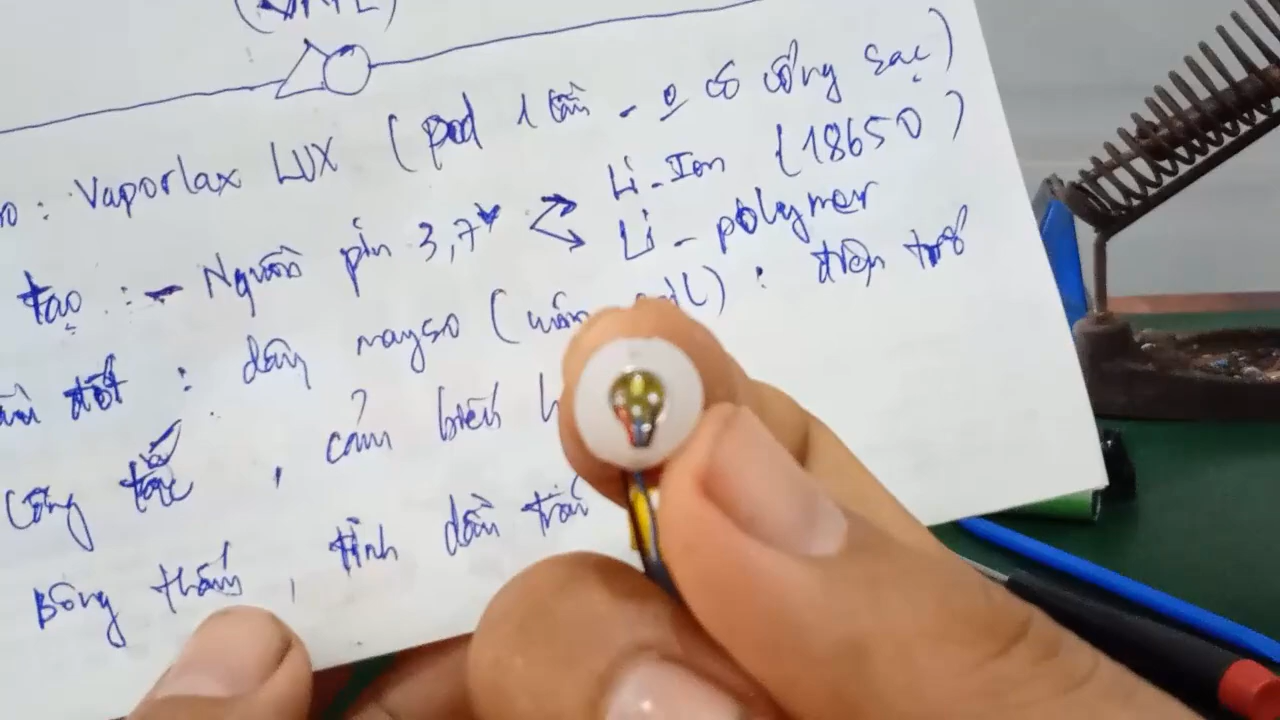 : Vaporlax LUX (pod 1 lần - o có cổng sạc)
tạo : - Nguồn pin 3,7v Li-Ion (18650)
Li-polymer
đốt : dây mayso ( : điện trở
Công tắc , cảm biến h
Bông thấm , tinh dầu trái